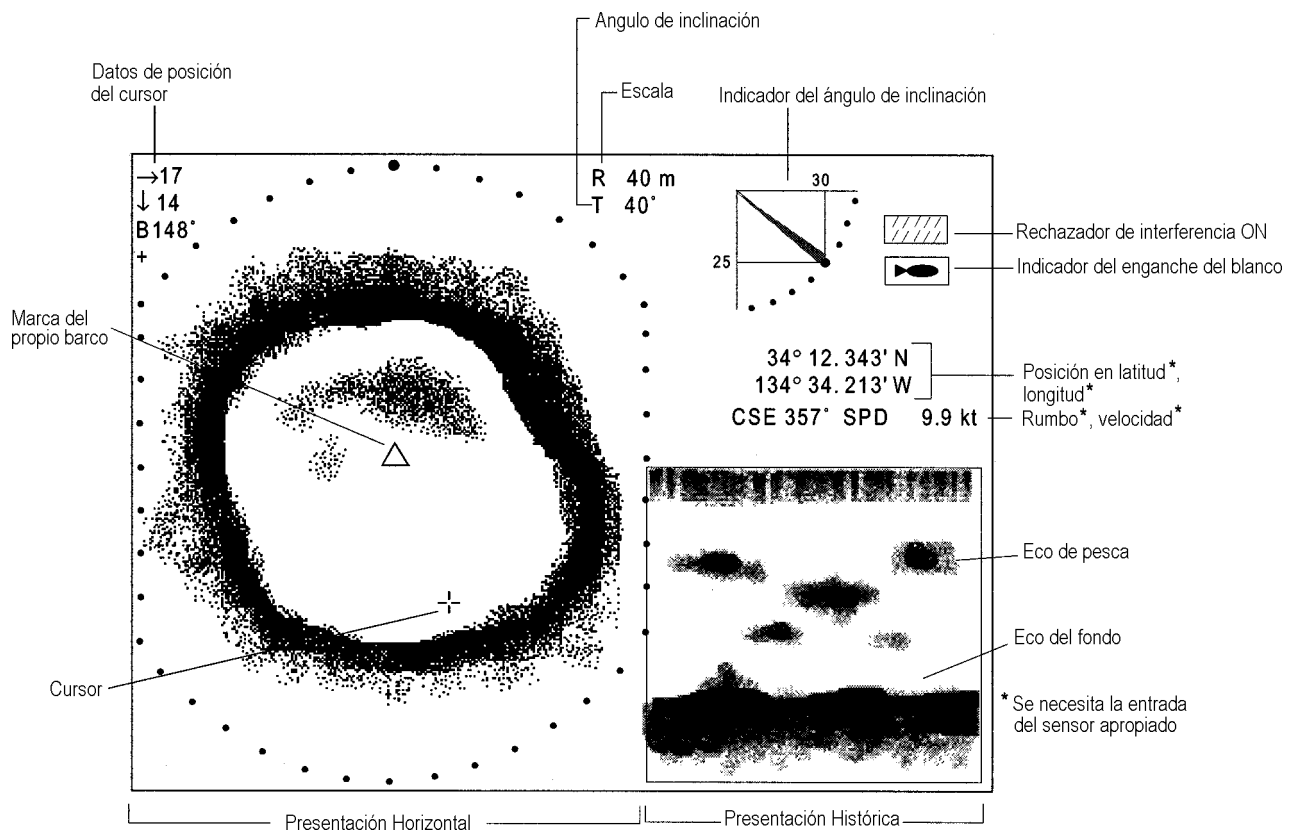 Angulo de inclinación
Datos de posición
del cursor
Escala
Indicador del ángulo de inclinación
→17
↓ 14
B148°
R 40 m
T 40°
30
25
Rechazador de interferencia ON
Indicador del enganche del blanco
Marca del
propio barco
34° 12. 343' N
134° 34. 213' W
Posición en latitud*,
longitud*
CSE 357° SPD 9.9 kt
Rumbo*, velocidad*
Eco de pesca
Eco del fondo
Cursor
* Se necesita la entrada
del sensor apropiado
Presentación Horizontal
Presentación Histórica